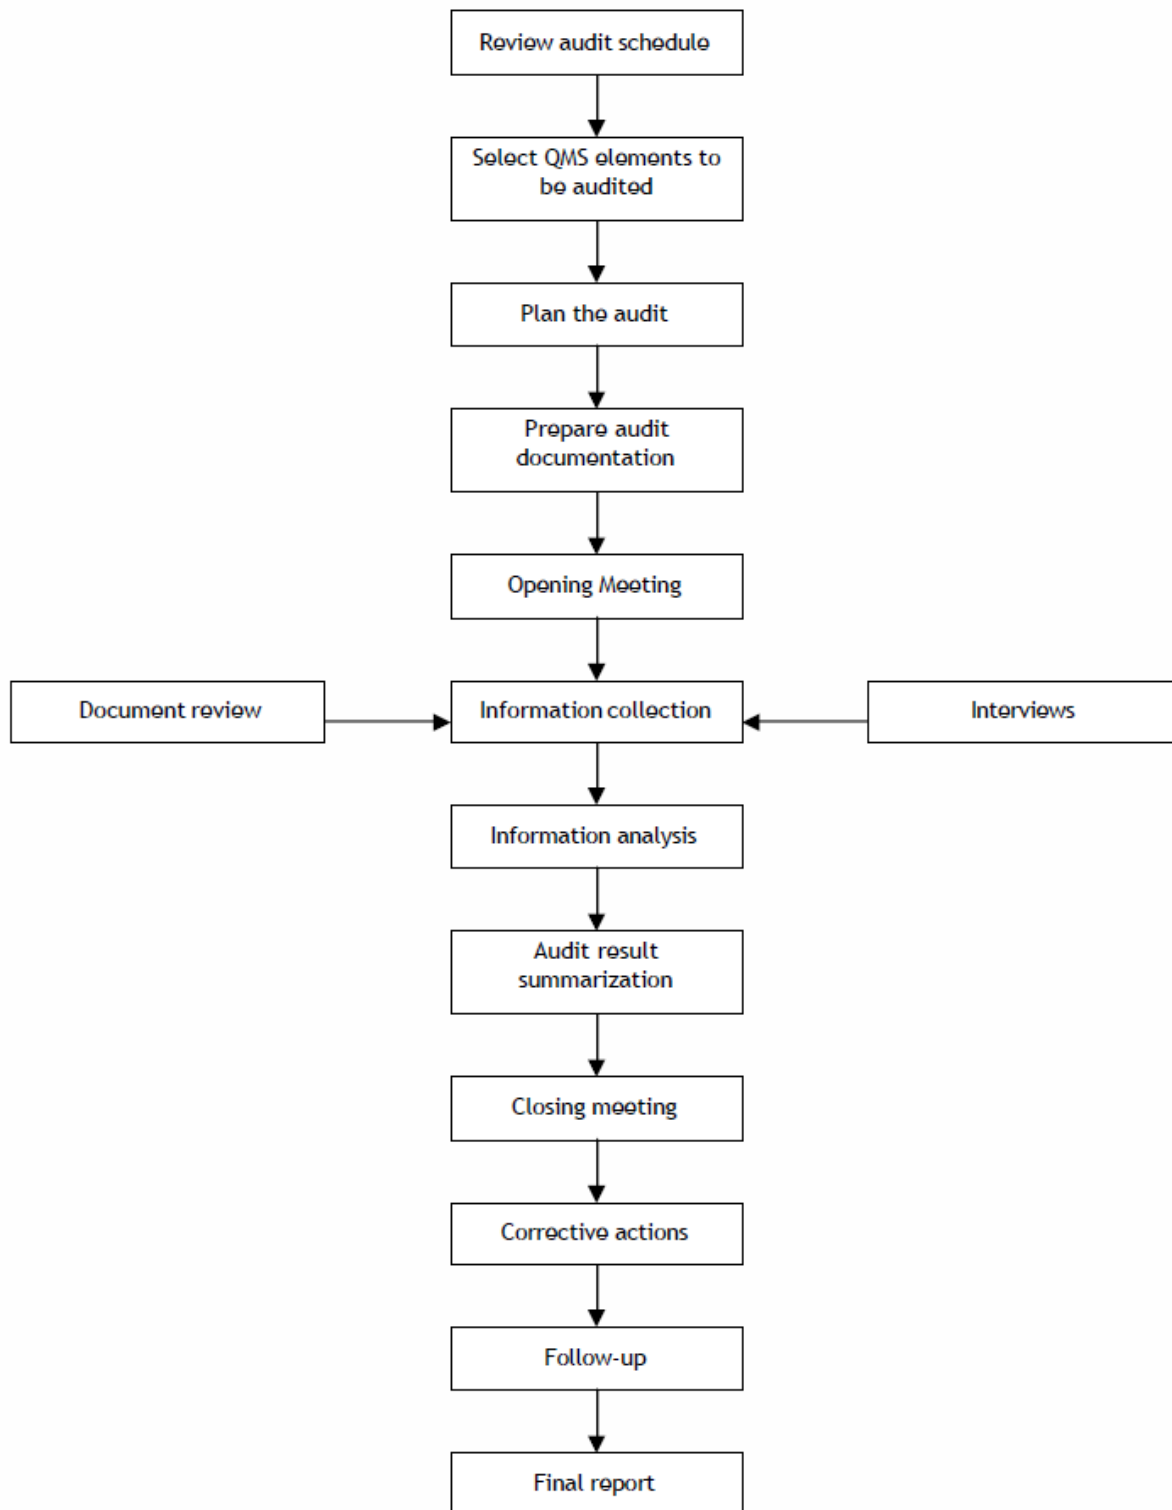 Review audit schedule
Select QMS elements to
be audited
Plan the audit
Prepare audit
documentation
Opening Meeting
Document review
Information collection
Interviews
Information analysis
Audit result
summarization
Closing meeting
Corrective actions
Follow-up
Final report